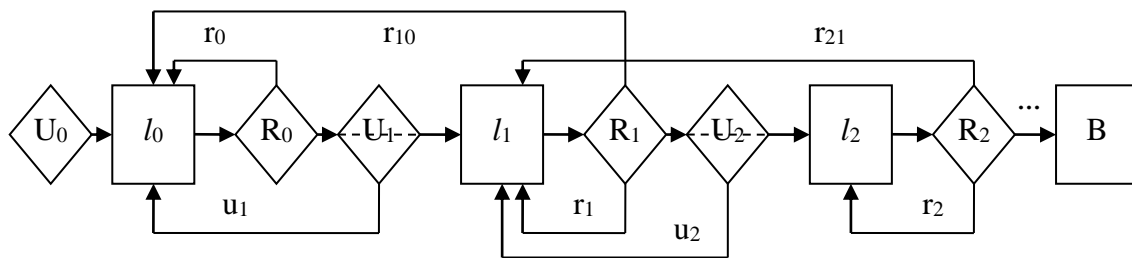 r₀ r₁₀ r₂₁
U₀ l₀ R₀ U₁ l₁ R₁ U₂ l₂ R₂ ... B
u₁ r₁ u₂ r₂